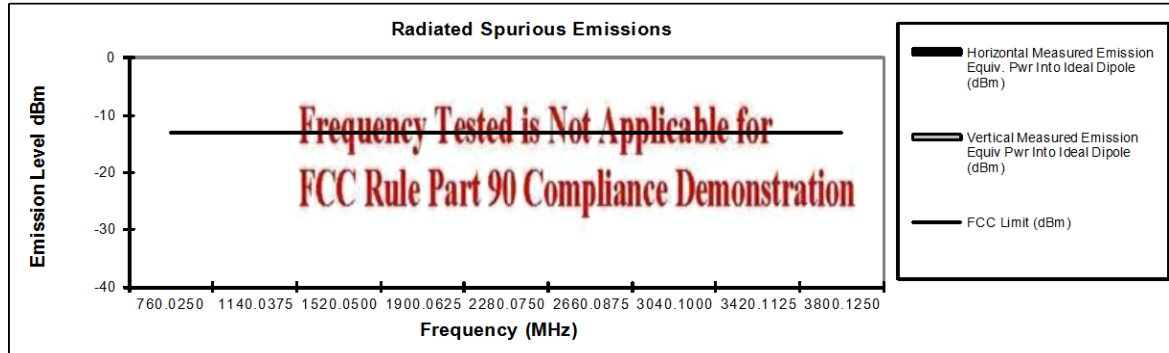 Radiated Spurious Emissions
Emission Level dBm
0
-10
-20
-30
-40
Frequency Tested is Not Applicable for
FCC Rule Part 90 Compliance Demonstration
760.0250 1140.0375 1520.0500 1900.0625 2280.0750 2660.0875 3040.1000 3420.1125 3800.1250
Frequency (MHz)
Horizontal Measured Emission
Equiv. Pwr Into Ideal Dipole
(dBm)
Vertical Measured Emission
Equiv Pwr Into Ideal Dipole
(dBm)
FCC Limit (dBm)